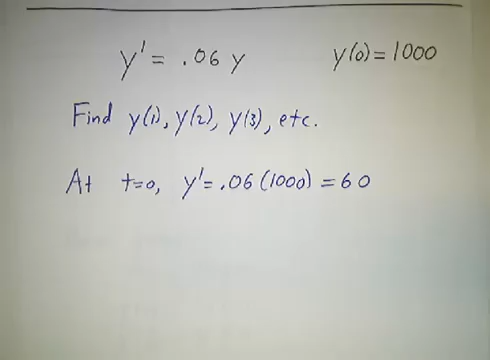 y' = .06 y    y(0) = 1000
Find y(1), y(2), y(3), etc.
At t=0, y' = .06 (1000) = 60